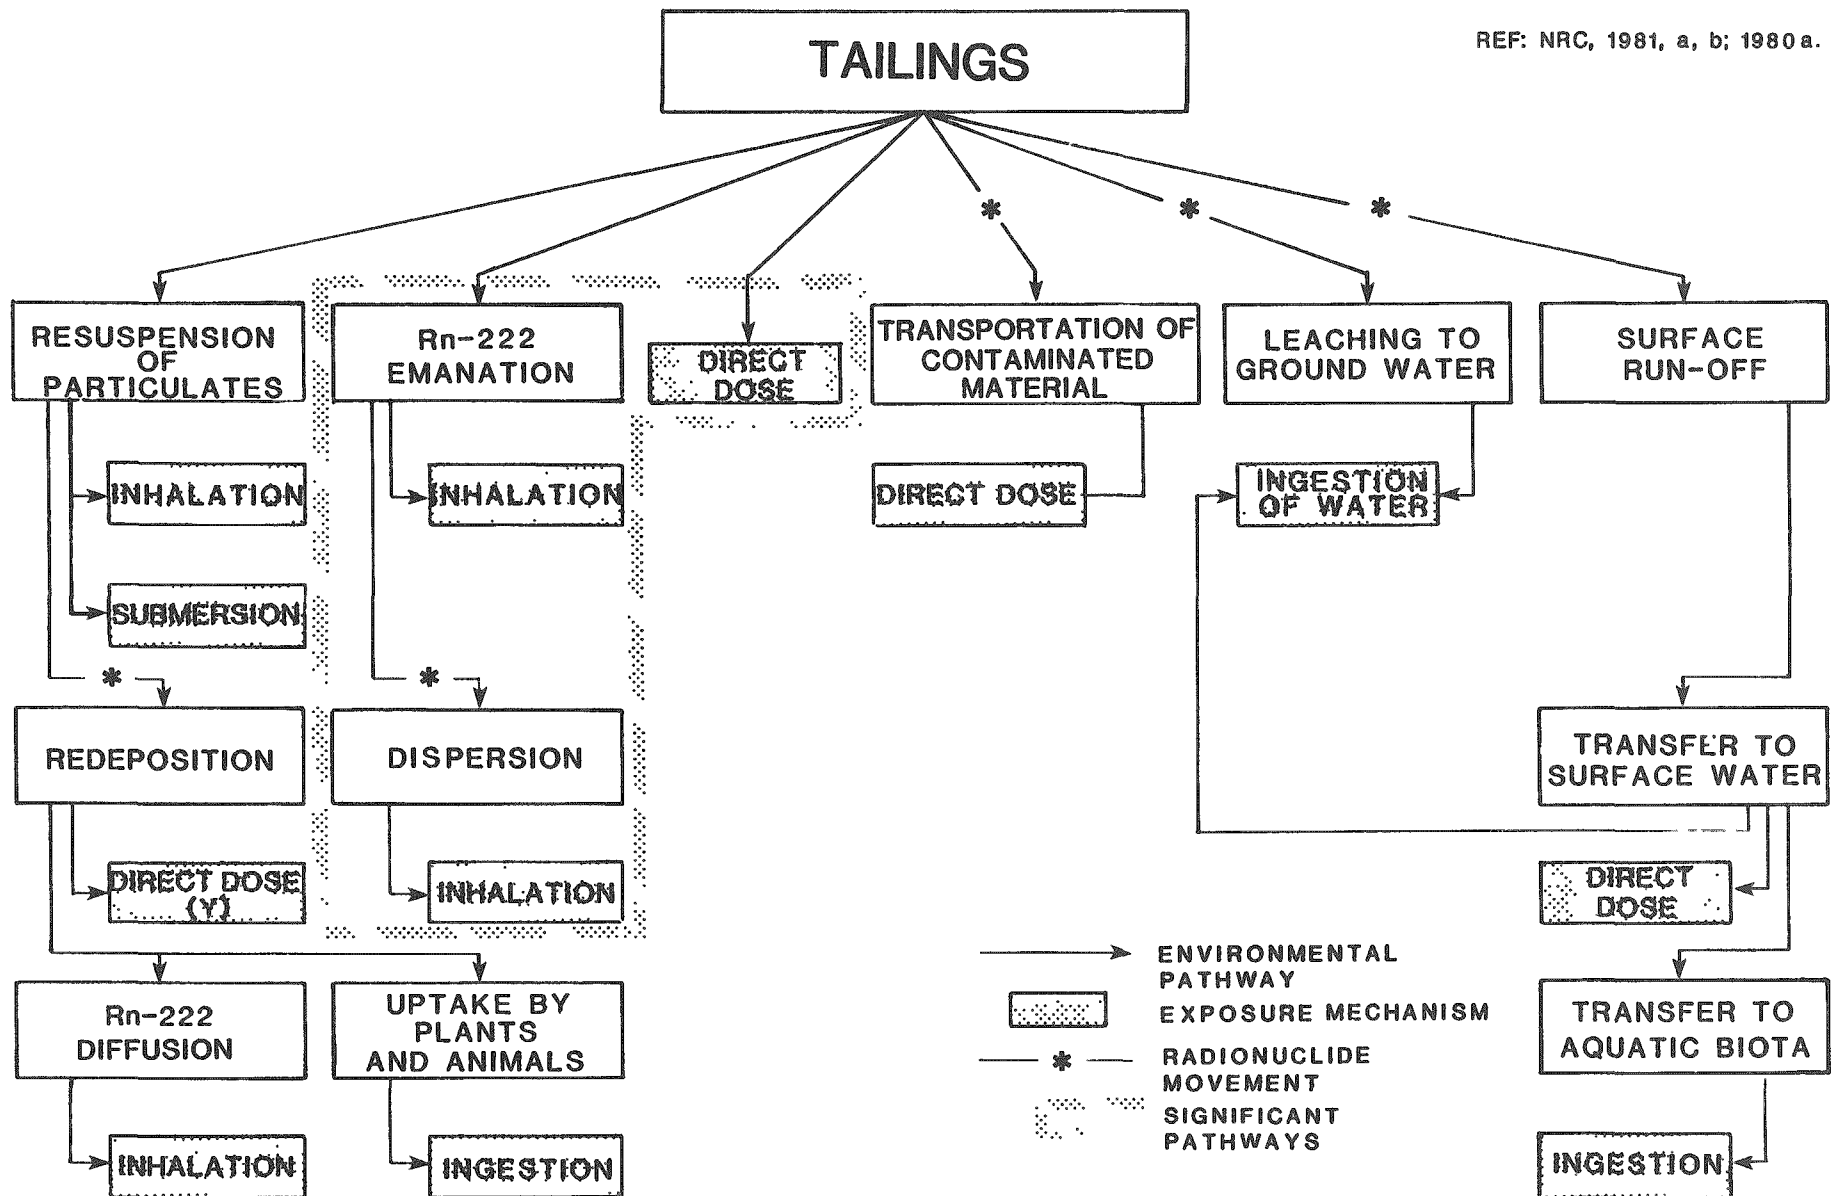 TAILINGS
REF: NRC, 1981, a, b; 1980a.
*
*
*
RESUSPENSION
OF
PARTICULATES
Rn-222
EMANATION
DIRECT
DOSE
TRANSPORTATION OF
CONTAMINATED
MATERIAL
LEACHING TO
GROUND WATER
SURFACE
RUN-OFF
INHALATION
INHALATION
DIRECT DOSE
INGESTION
OF WATER
SUBMERSION
*
*
REDEPOSITION
DISPERSION
TRANSFER TO
SURFACE WATER
DIRECT DOSE
(Y)
INHALATION
DIRECT
DOSE
Rn-222
DIFFUSION
UPTAKE BY
PLANTS
AND ANIMALS
TRANSFER TO
AQUATIC BIOTA
INHALATION
INGESTION
INGESTION
ENVIRONMENTAL
PATHWAY
EXPOSURE MECHANISM
*
RADIONUCLIDE
MOVEMENT
SIGNIFICANT
PATHWAYS